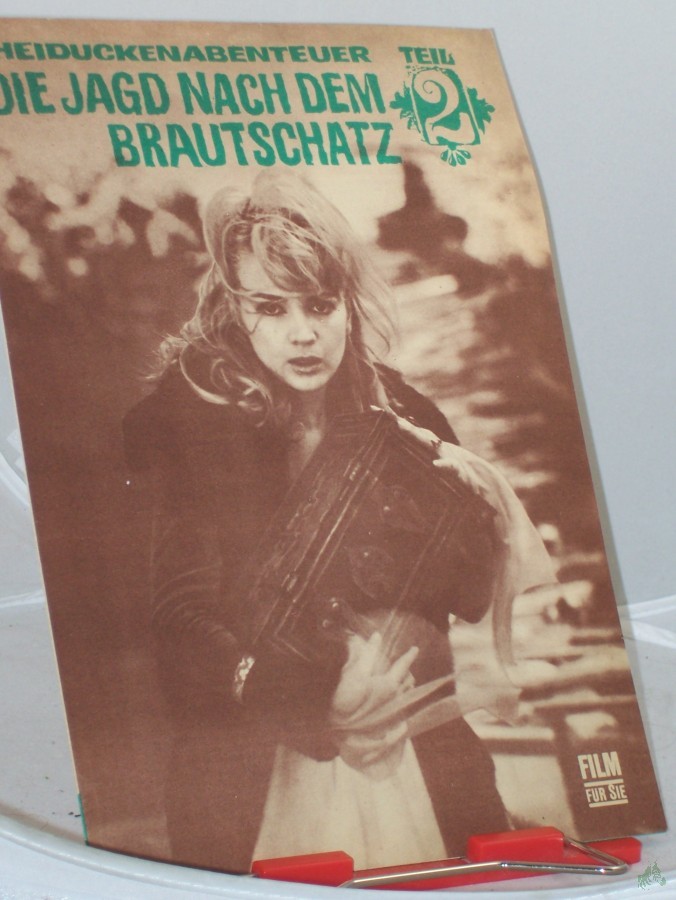 HEIDUCKENABENTEUER TEIL
DIE JAGD NACH DEM 2
BRAUTSCHATZ
FILM
FÜR SIE